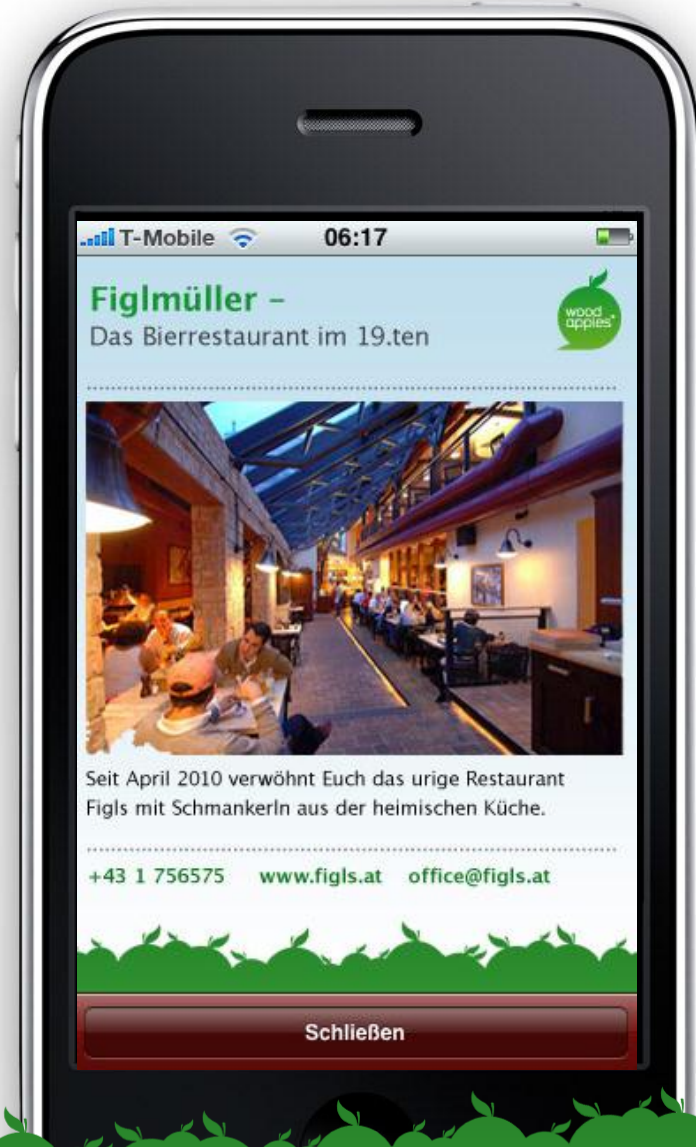 T-Mobile 06:17
Figlmüller –
Das Bierrestaurant im 19.ten
wood
apples
Seit April 2010 verwöhnt Euch das urige Restaurant
Figls mit Schmankerln aus der heimischen Küche.
+43 1 756575 www.figls.at office@figls.at
Schließen